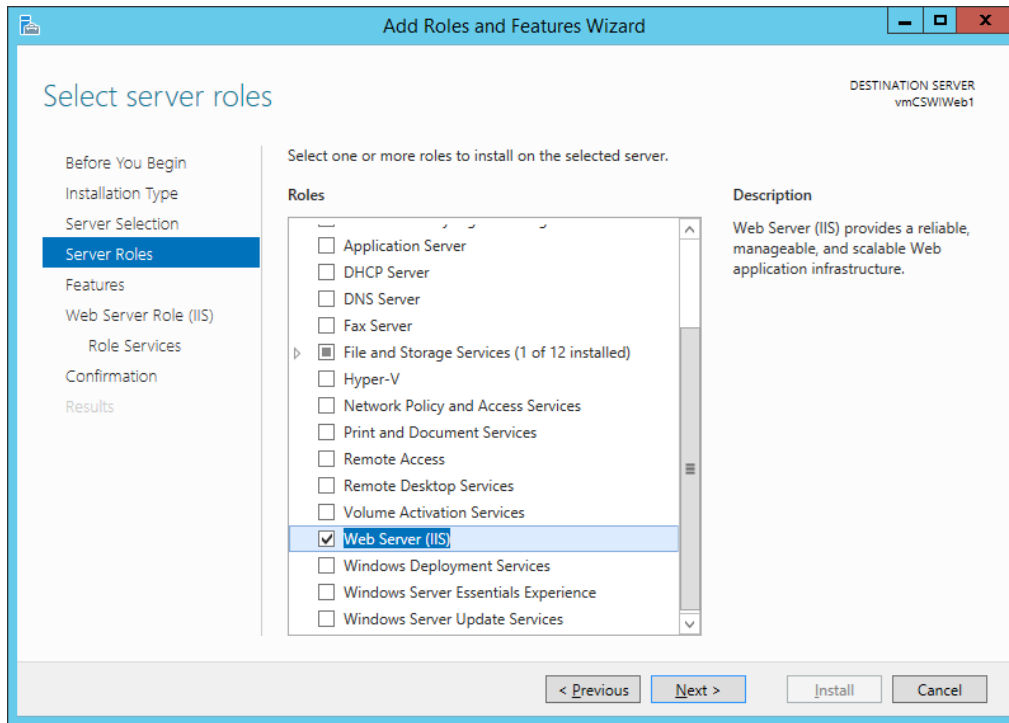 Add Roles and Features Wizard
Select server roles
DESTINATION SERVER
vmCSWIWeb1
Before You Begin
Installation Type
Server Selection
Server Roles
Features
Web Server Role (IIS)
Role Services
Confirmation
Results
Select one or more roles to install on the selected server.
Roles
Application Server
DHCP Server
DNS Server
Fax Server
File and Storage Services (1 of 12 installed)
Hyper-V
Network Policy and Access Services
Print and Document Services
Remote Access
Remote Desktop Services
Volume Activation Services
Web Server (IIS)
Windows Deployment Services
Windows Server Essentials Experience
Windows Server Update Services
Description
Web Server (IIS) provides a reliable,
manageable, and scalable Web
application infrastructure.
< Previous
Next >
Install
Cancel